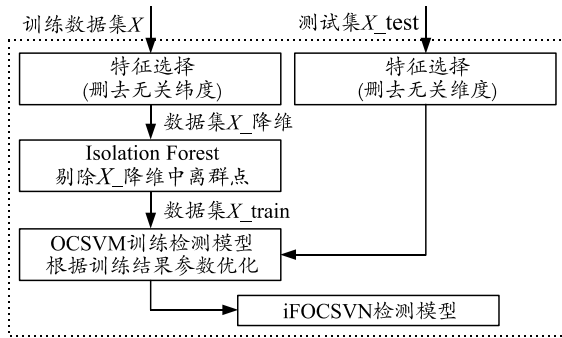 训练数据集X
测试集X_test
特征选择
(删去无关纬度)
特征选择
(删去无关维度)
数据集X_降维
Isolation Forest
剔除X_降维中离群点
数据集X_train
OCSVM训练检测模型
根据训练结果参数优化
iFOCSVN检测模型